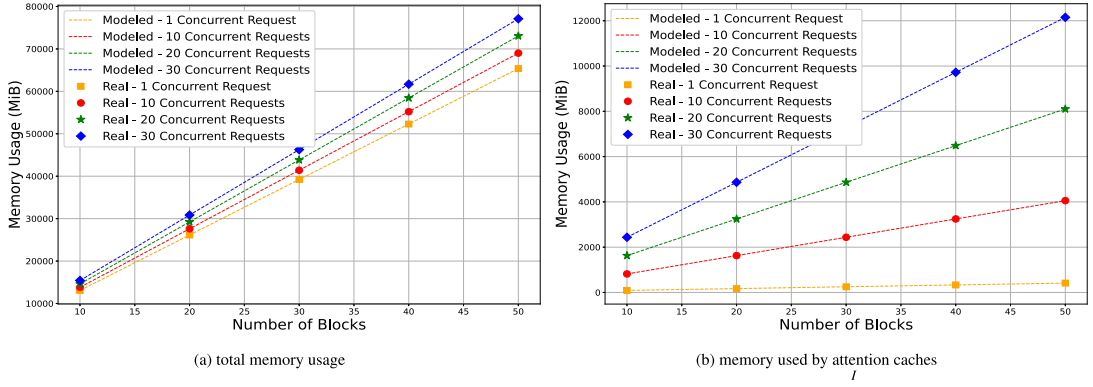 80000
70000
60000
50000
40000
30000
20000
10000
Memory Usage (MiB)
Modeled - 1 Concurrent Request
Modeled - 10 Concurrent Requests
Modeled - 20 Concurrent Requests
Modeled - 30 Concurrent Requests
Real - 1 Concurrent Request
Real - 10 Concurrent Requests
Real - 20 Concurrent Requests
Real - 30 Concurrent Requests
10 15 20 25 30 35 40 45 50
Number of Blocks
(a) total memory usage
12000
10000
8000
6000
4000
2000
0
Memory Usage (MiB)
Modeled - 1 Concurrent Request
Modeled - 10 Concurrent Requests
Modeled - 20 Concurrent Requests
Modeled - 30 Concurrent Requests
Real - 1 Concurrent Request
Real - 10 Concurrent Requests
Real - 20 Concurrent Requests
Real - 30 Concurrent Requests
10 15 20 25 30 35 40 45 50
Number of Blocks
(b) memory used by attention caches
I